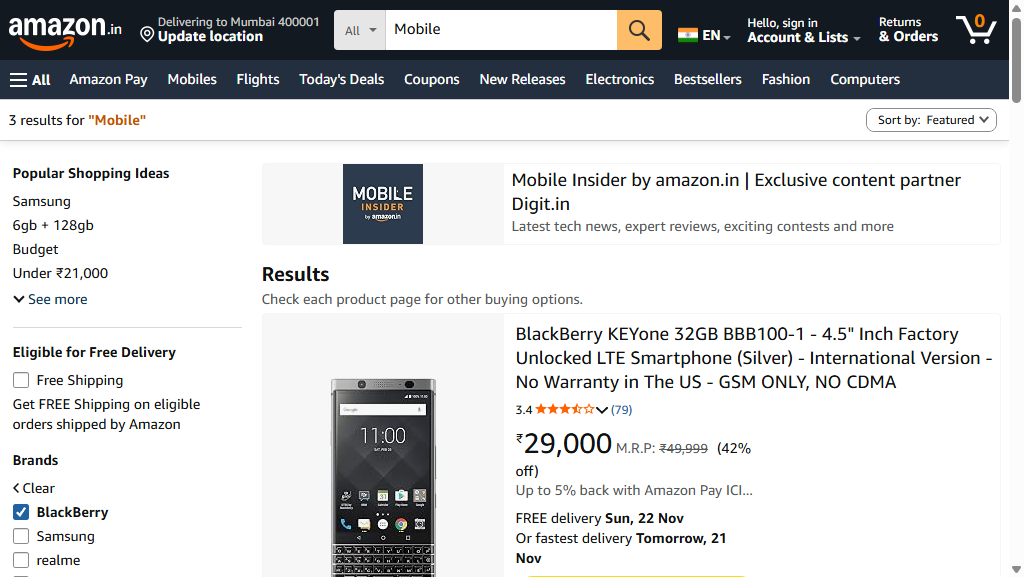 amazon.in
Delivering to Mumbai 400001
Update location
All
Mobile
EN
Hello, sign in
Account & Lists
Returns
& Orders
0
All
Amazon Pay
Mobiles
Flights
Today's Deals
Coupons
New Releases
Electronics
Bestsellers
Fashion
Computers
3 results for "Mobile"
Sort by: Featured
Popular Shopping Ideas
Samsung
6gb + 128gb
Budget
Under ₹21,000
See more
Eligible for Free Delivery
Free Shipping
Get FREE Shipping on eligible
orders shipped by Amazon
Brands
Clear
BlackBerry
Samsung
realme
MOBILE
INSIDER
by amazon.in
Mobile Insider by amazon.in | Exclusive content partner
Digit.in
Latest tech news, expert reviews, exciting contests and more
Results
Check each product page for other buying options.
11:00
BlackBerry KEYone 32GB BBB100-1 - 4.5" Inch Factory
Unlocked LTE Smartphone (Silver) - International Version -
No Warranty in The US - GSM ONLY, NO CDMA
3.4 (79)
₹29,000 M.R.P: ₹49,999 (42%
off)
Up to 5% back with Amazon Pay ICI...
FREE delivery Sun, 22 Nov
Or fastest delivery Tomorrow, 21
Nov